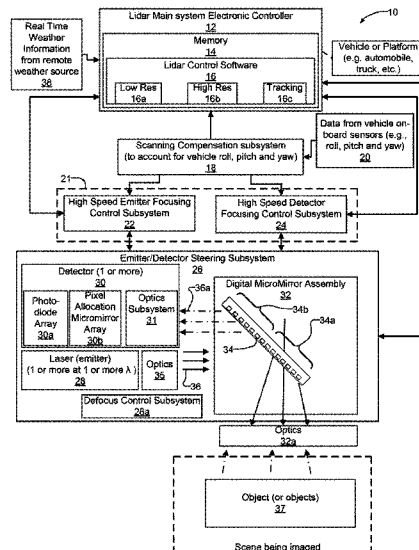 10
Real Time
Weather
Information
from remote
weather source
38
Lidar Main system Electronic Controller
12
Memory
14
Lidar Control Software
16
Low Res
16a
High Res
16b
Tracking
16c
Vehicle or Platform
(e.g. automobile,
truck, etc.)
Scanning Compensation subsystem
(to account for vehicle roll, pitch and yaw)
18
Data from vehicle on-
board sensors (e.g.,
roll, pitch and yaw)
20
21
High Speed Emitter Focusing
Control Subsystem
22
High Speed Detector
Focusing Control Subsystem
24
Emitter/Detector Steering Subsystem
26
Detector (1 or more)
30
Photo-
diode
Array
30a
Pixel
Allocation
Micromirror
Array
30b
Optics
Subsystem
31
36a
Digital MicroMirror Assembly
32
34b
34a
34
Laser (emitter)
(1 or more at 1 or more λ)
28
Optics
35
36
Defocus Control Subsystem
28a
Optics
32a
Object (or objects)
37
Scene being imaged